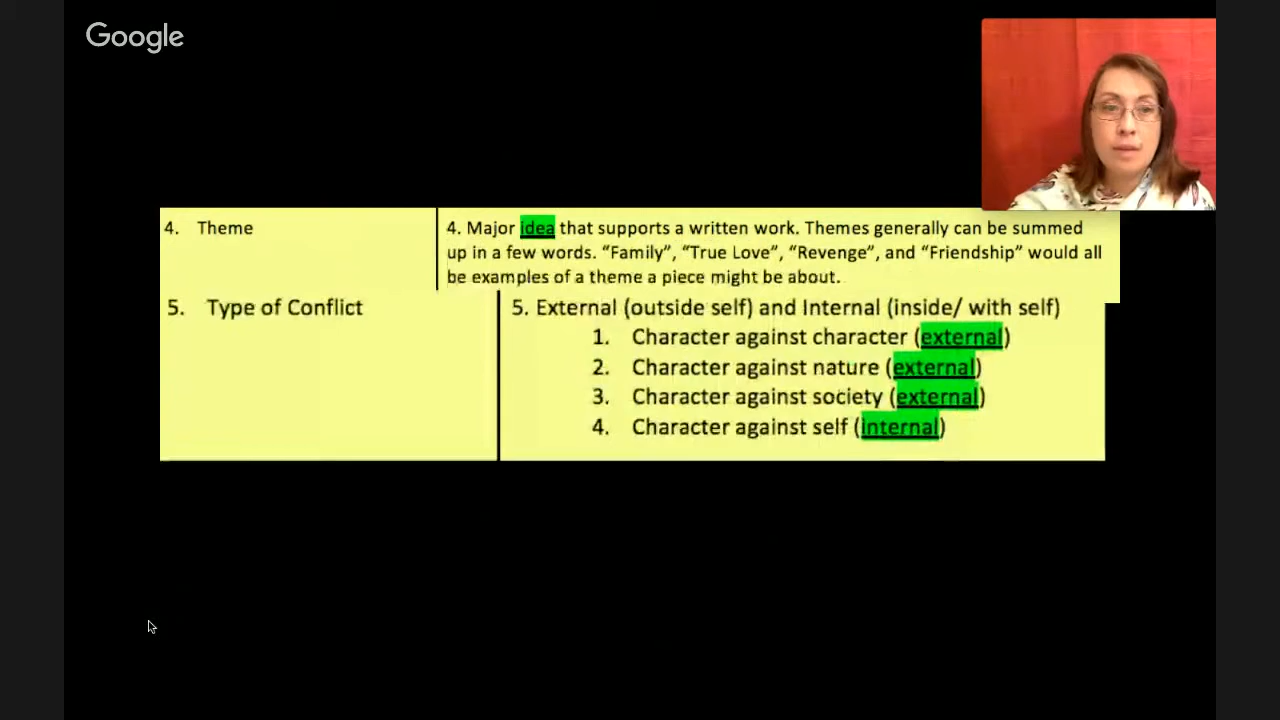 Google
4. Theme
4. Major idea that supports a written work. Themes generally can be summed
up in a few words. “Family”, “True Love”, “Revenge”, and “Friendship” would all
be examples of a theme a piece might be about.
5. Type of Conflict
5. External (outside self) and Internal (inside/ with self)
1. Character against character (external)
2. Character against nature (external)
3. Character against society (external)
4. Character against self (internal)